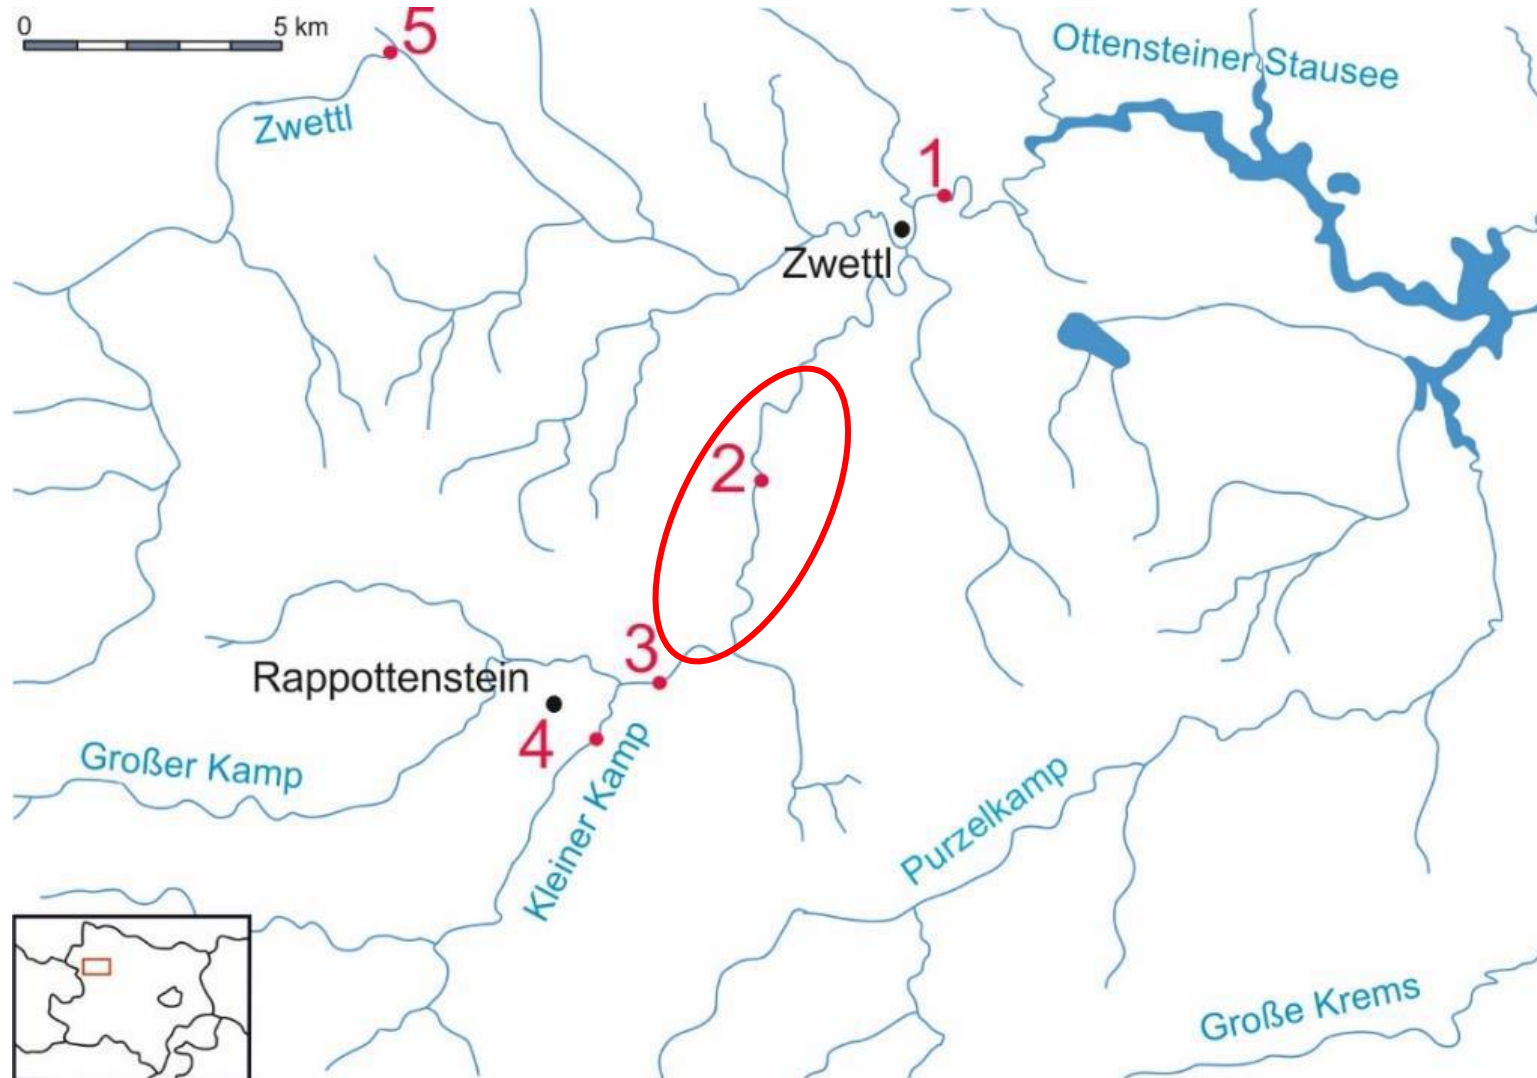 0 5 km
5
Ottensteiner Stausee
Zwettl
1
Zwettl
2
3
Rappottenstein
4
Großer Kamp
Kleiner Kamp
Purzelkamp
Große Krems